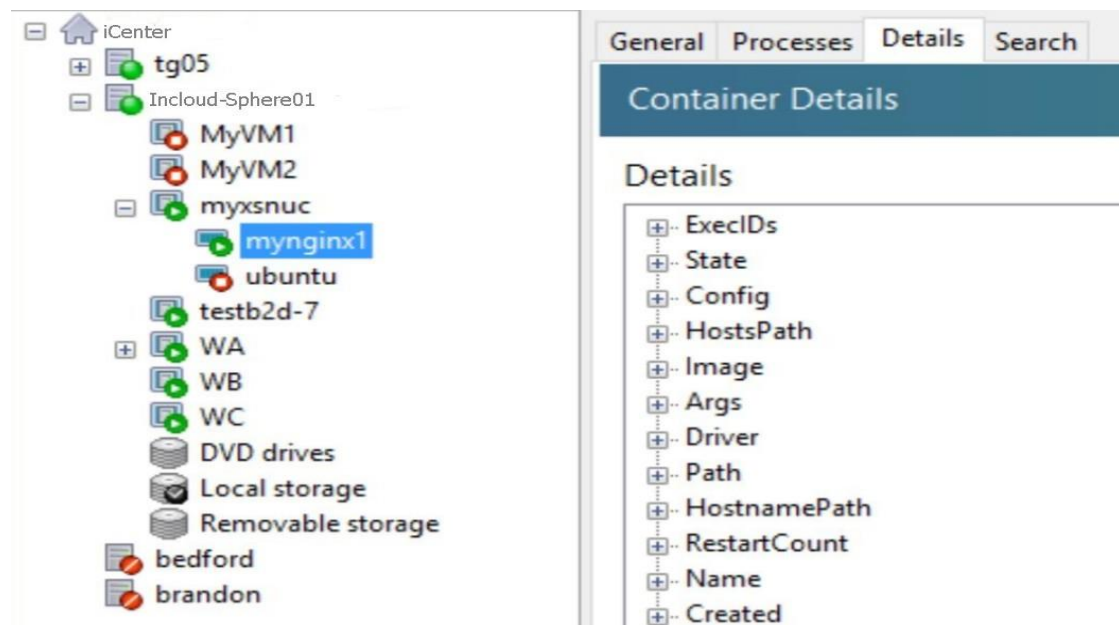 iCenter
tg05
Incloud-Sphere01
MyVM1
MyVM2
myxsnuc
mynginx1
ubuntu
testb2d-7
WA
WB
WC
DVD drives
Local storage
Removable storage
bedford
brandon
General Processes Details Search
Container Details
Details
ExecIDs
State
Config
HostsPath
Image
Args
Driver
Path
HostnamePath
RestartCount
Name
Created